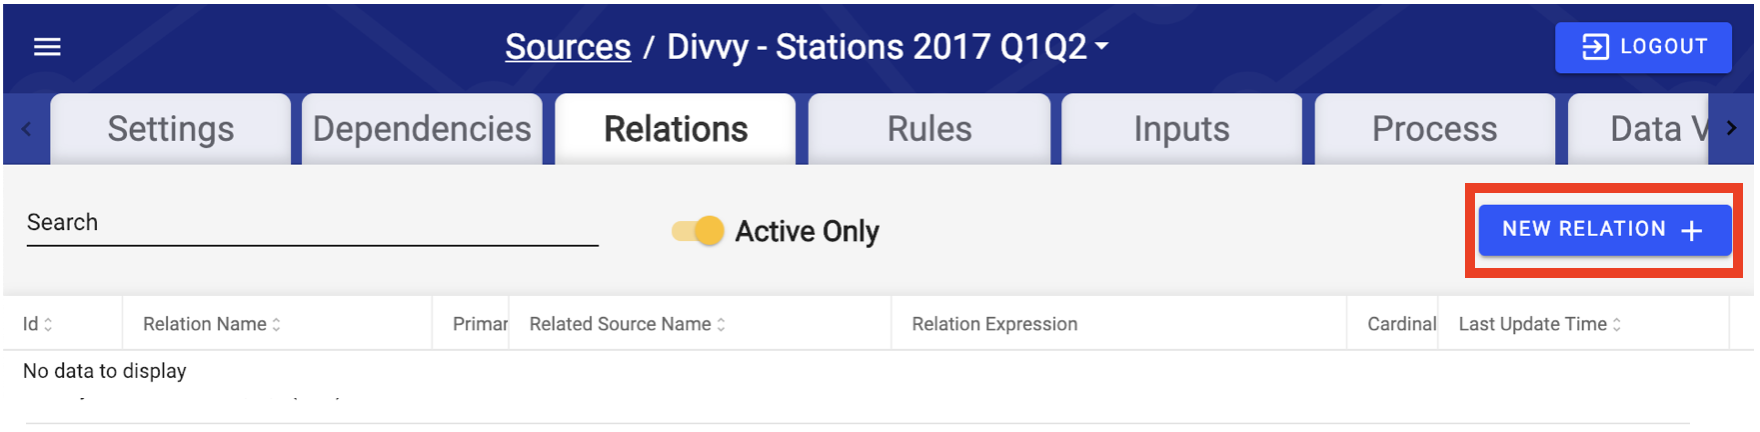 Sources / Divvy - Stations 2017 Q1Q2
LOGOUT
Settings Dependencies Relations Rules Inputs Process Data V
Search
Active Only
NEW RELATION +
Id Relation Name Primar Related Source Name Relation Expression Cardinal Last Update Time
No data to display